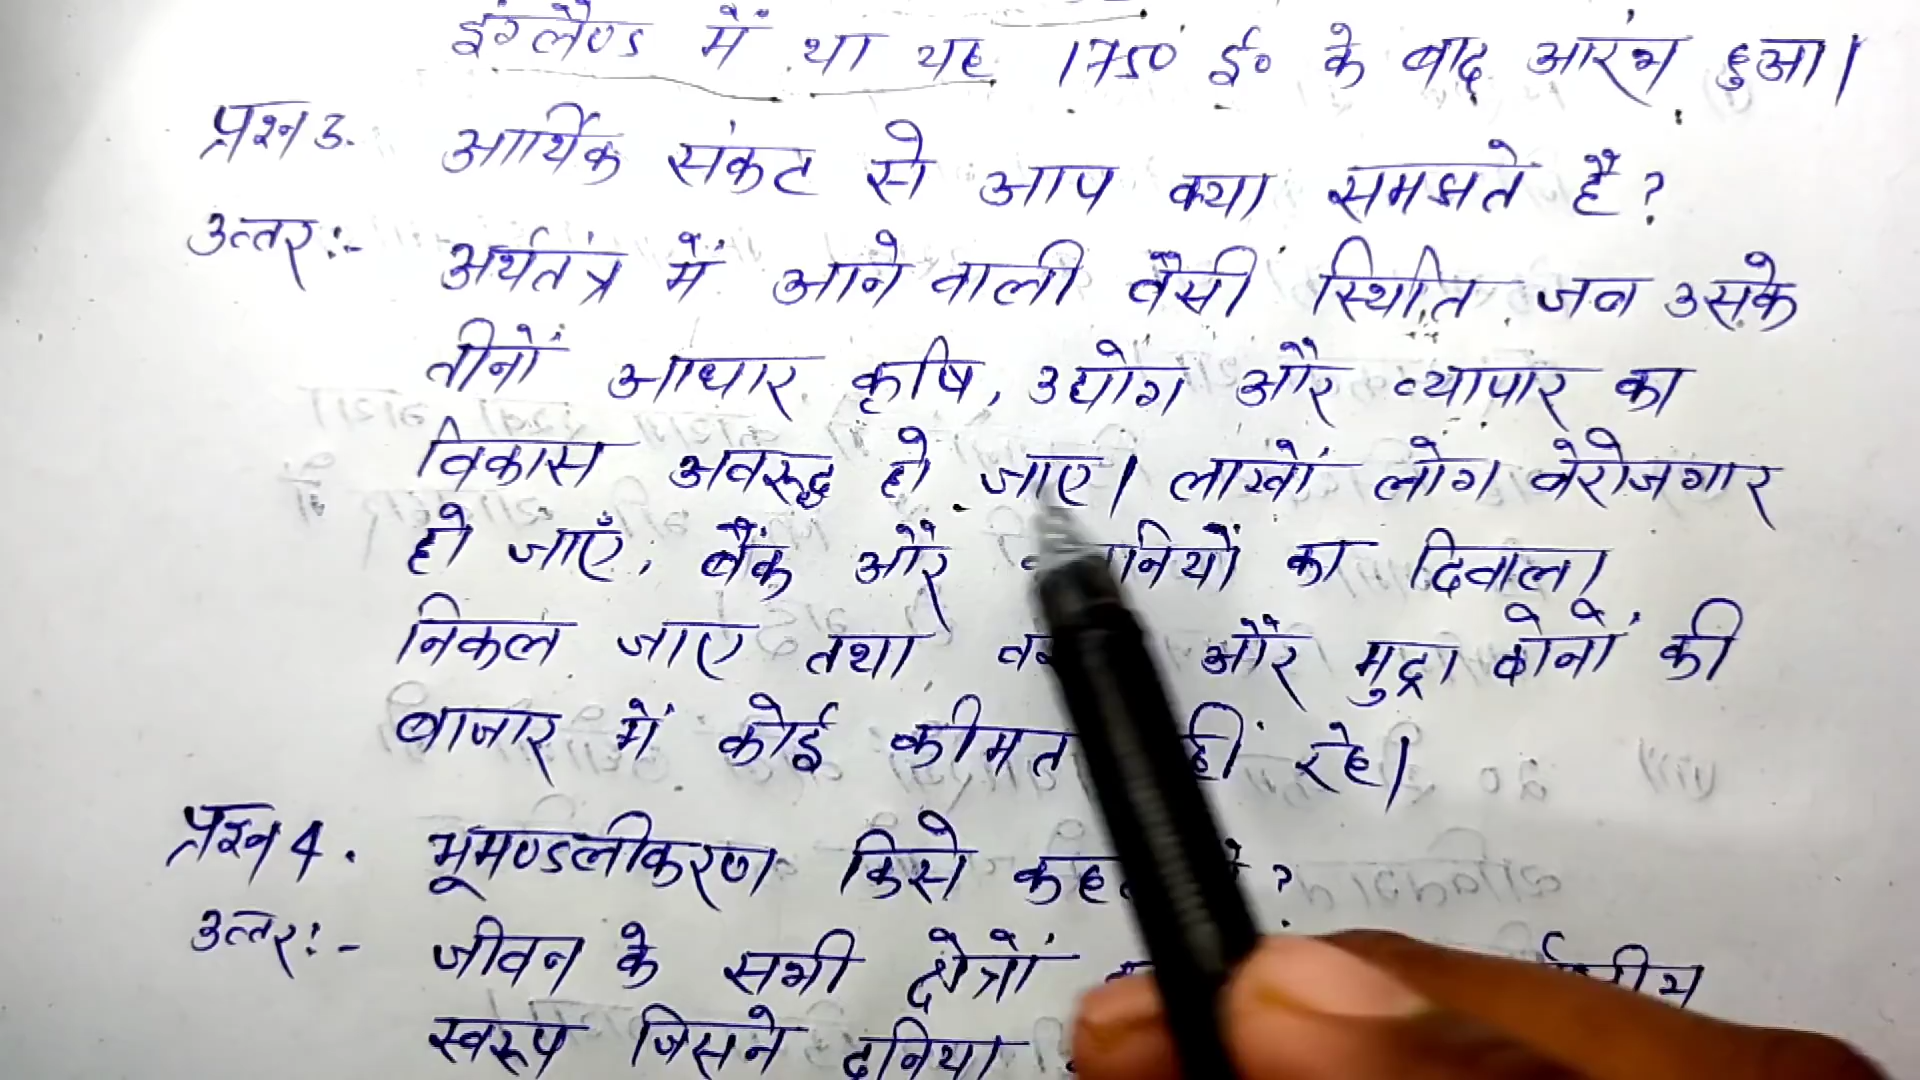 इंग्लैण्ड में था यह 1750 ई० के बाद आरंभ हुआ।
प्रश्न 3. आर्थिक संकट से आप क्या समझते हैं?
उत्तर:- अर्थतंत्र में आने वाली वैसी स्थिति जब उसके
तीनों आधार कृषि, उद्योग और व्यापार का
विकास अवरूद्ध हो जाए। लाखों लोग बेरोजगार
हो जाएँ, बैंक और का दिवाला
निकल जाए तथा और मुद्रा दोनों की
बाजार में कोई कीमत रहे।
प्रश्न 4. भूमण्डलीकरण किसे ?
उत्तर:- जीवन के सभी क्षेत्रों
स्वरूप जिसने दुनिया